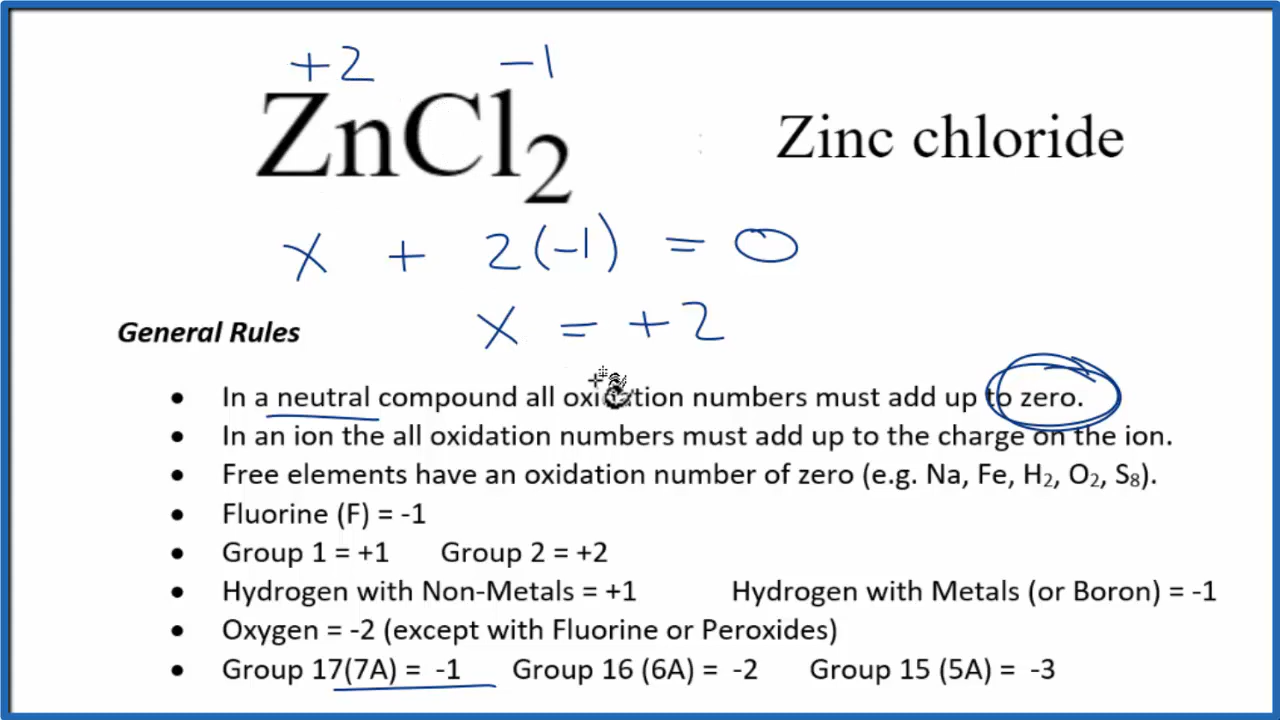 +2 -1
ZnCl₂ Zinc chloride
x + 2(-1) = 0
x = +2
General Rules
• In a neutral compound all oxidation numbers must add up to zero.
• In an ion the all oxidation numbers must add up to the charge on the ion.
• Free elements have an oxidation number of zero (e.g. Na, Fe, H₂, O₂, S₈).
• Fluorine (F) = -1
• Group 1 = +1 Group 2 = +2
• Hydrogen with Non-Metals = +1 Hydrogen with Metals (or Boron) = -1
• Oxygen = -2 (except with Fluorine or Peroxides)
• Group 17(7A) = -1 Group 16 (6A) = -2 Group 15 (5A) = -3